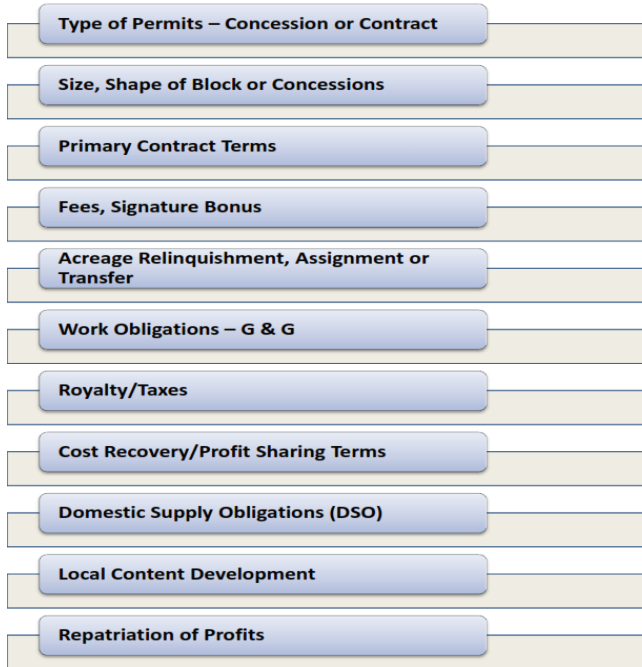 Type of Permits – Concession or Contract
Size, Shape of Block or Concessions
Primary Contract Terms
Fees, Signature Bonus
Acreage Relinquishment, Assignment or
Transfer
Work Obligations – G & G
Royalty/Taxes
Cost Recovery/Profit Sharing Terms
Domestic Supply Obligations (DSO)
Local Content Development
Repatriation of Profits